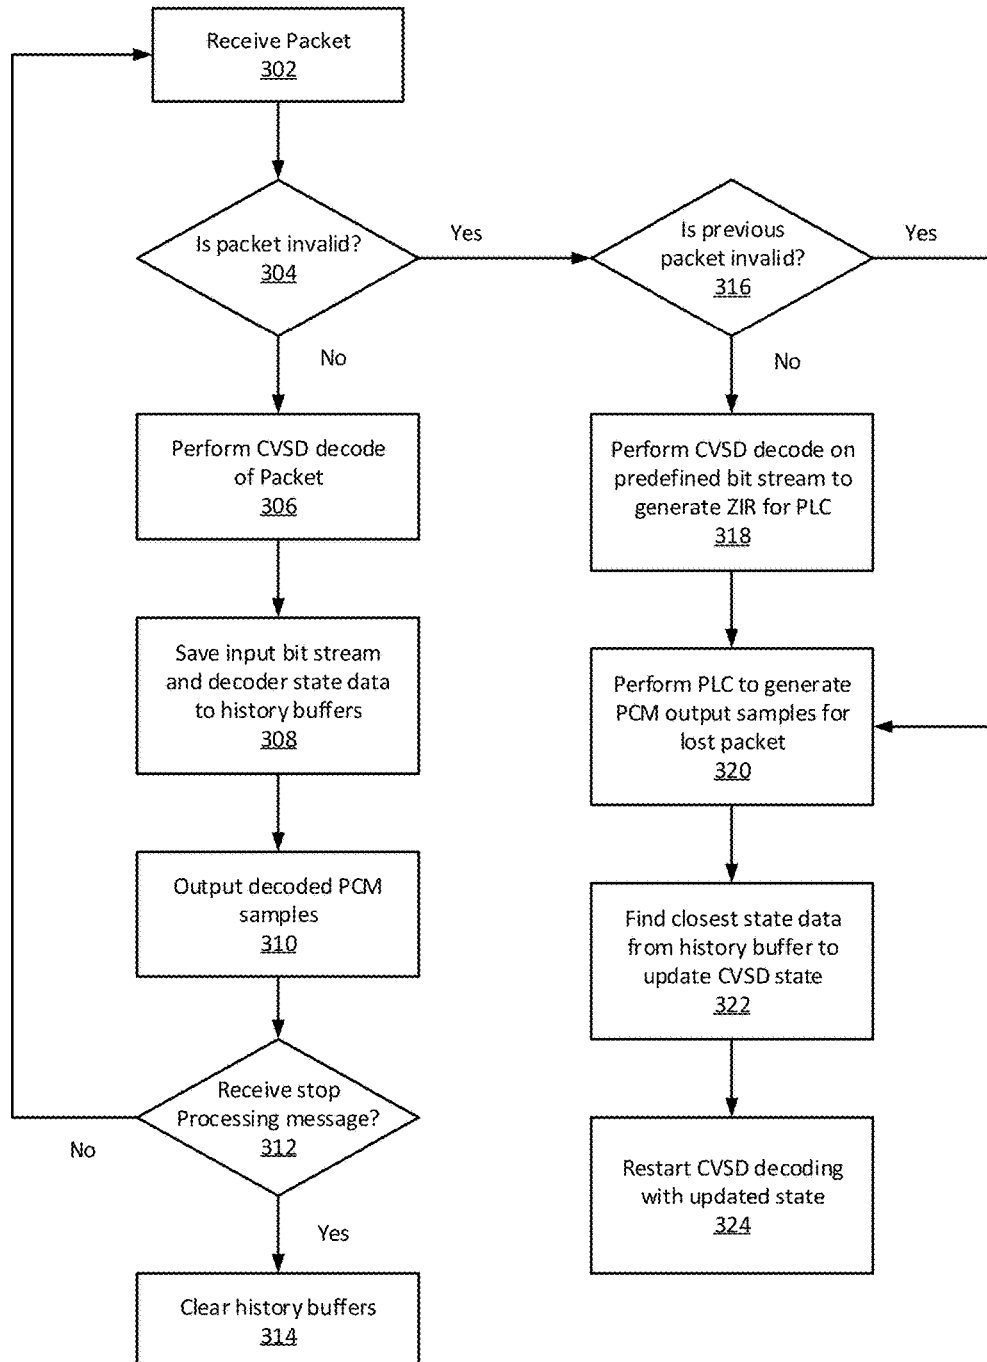 Receive Packet
302
Is packet invalid?
304
Yes
No
Is previous
packet invalid?
316
Yes
No
Perform CVSD decode
of Packet
306
Perform CVSD decode on
predefined bit stream to
generate ZIR for PLC
318
Save input bit stream
and decoder state data
to history buffers
308
Perform PLC to generate
PCM output samples for
lost packet
320
Output decoded PCM
samples
310
Find closest state data
from history buffer to
update CVSD state
322
Receive stop
Processing message?
312
No
Yes
Restart CVSD decoding
with updated state
324
Clear history buffers
314